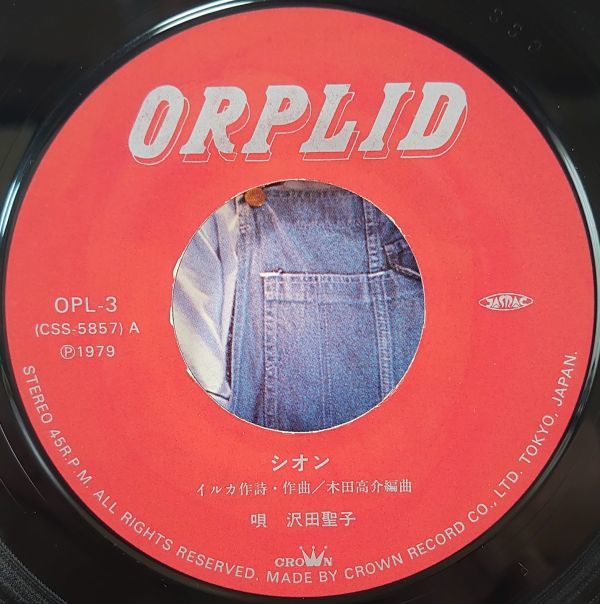 ORPLID
OPL-3
(CSS-5857) A
Ⓟ1979
JASRAC
シオン
イルカ作詩・作曲／木田高介編曲
唄 沢田聖子
CROWN
STEREO 45R.P.M. ALL RIGHTS RESERVED. MADE BY CROWN RECORD CO., LTD. TOKYO, JAPAN.